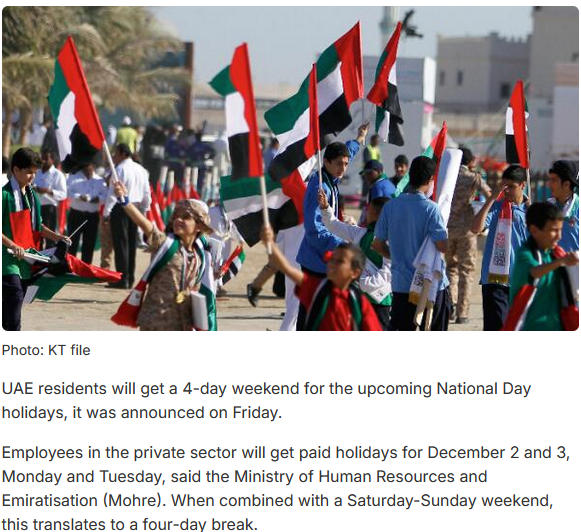 Photo: KT file
UAE residents will get a 4-day weekend for the upcoming National Day
holidays, it was announced on Friday.
Employees in the private sector will get paid holidays for December 2 and 3,
Monday and Tuesday, said the Ministry of Human Resources and
Emiratisation (Mohre). When combined with a Saturday-Sunday weekend,
this translates to a four-day break.